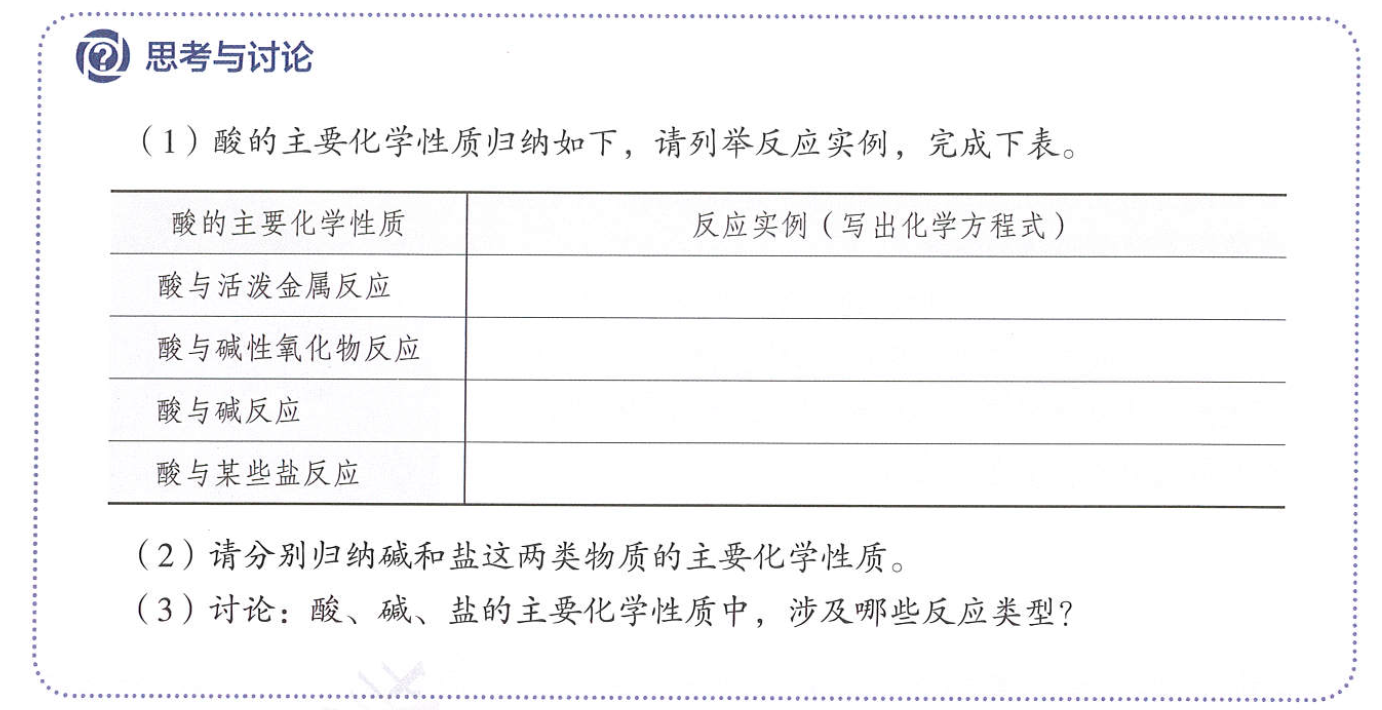 思考与讨论
（1）酸的主要化学性质归纳如下，请列举反应实例，完成下表。
酸的主要化学性质 反应实例（写出化学方程式）
酸与活泼金属反应
酸与碱性氧化物反应
酸与碱反应
酸与某些盐反应
（2）请分别归纳碱和盐这两类物质的主要化学性质。
（3）讨论：酸、碱、盐的主要化学性质中，涉及哪些反应类型？